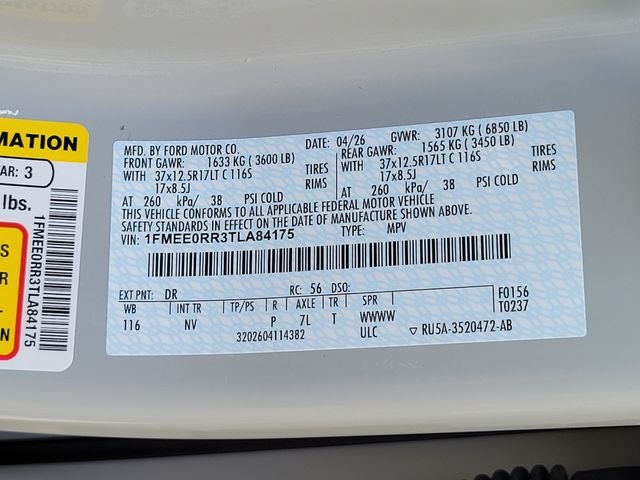 MATION
AR: 3
lbs.
S
R
S
N
1FMEE0RR3TLA84175
MFD. BY FORD MOTOR CO. DATE: 04/26 GVWR: 3107 KG ( 6850 LB)
FRONT GAWR: 1633 KG ( 3600 LB) REAR GAWR: 1565 KG ( 3450 LB)
WITH 37x12.5R17LT C 116S TIRES WITH 37x12.5R17LT C 116S TIRES
17x8.5J RIMS 17x8.5J RIMS
AT 260 kPa/ 38 PSI COLD AT 260 kPa/ 38 PSI COLD
THIS VEHICLE CONFORMS TO ALL APPLICABLE FEDERAL MOTOR VEHICLE
SAFETY STANDARDS IN EFFECT ON THE DATE OF MANUFACTURE SHOWN ABOVE.
VIN: 1FMEE0RR3TLA84175 TYPE: MPV
EXT PNT: DR RC: 56 DSO:
WB INT TR TP/PS R AXLE TR SPR
116 NV P 7L T WWWW
3202604114382 ULC
F0156
T0237
▽ RU5A-3520472-AB